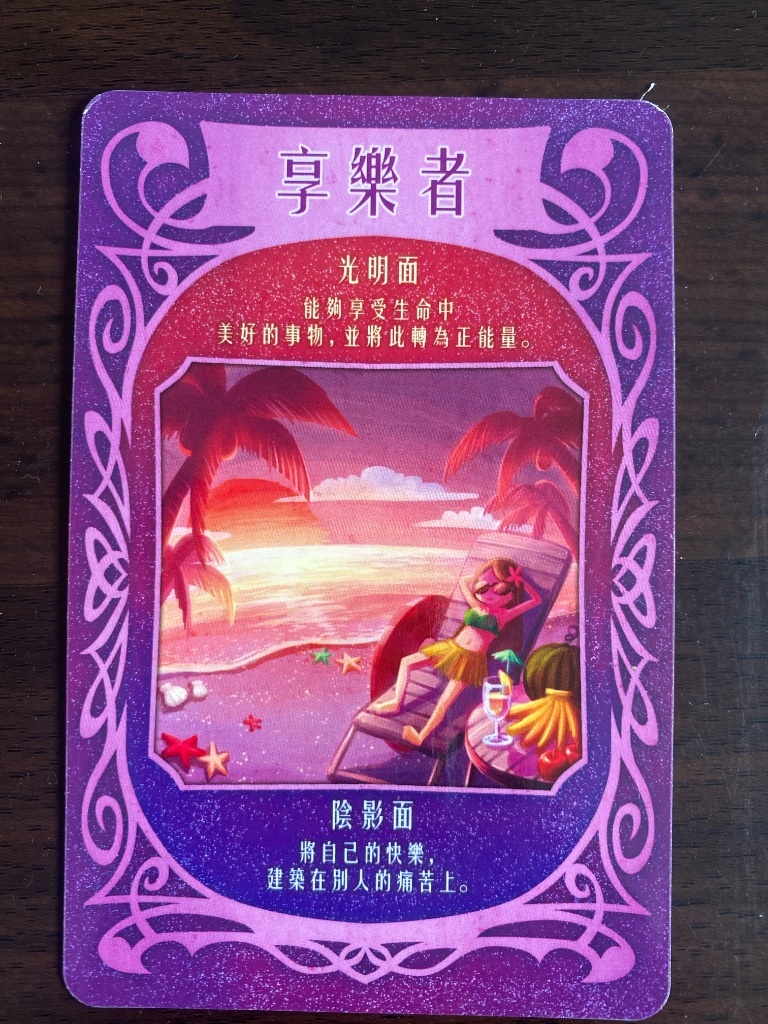 享樂者
光明面
能夠享受生命中
美好的事物,並將此轉為正能量。
陰影面
將自己的快樂,
建築在別人的痛苦上。